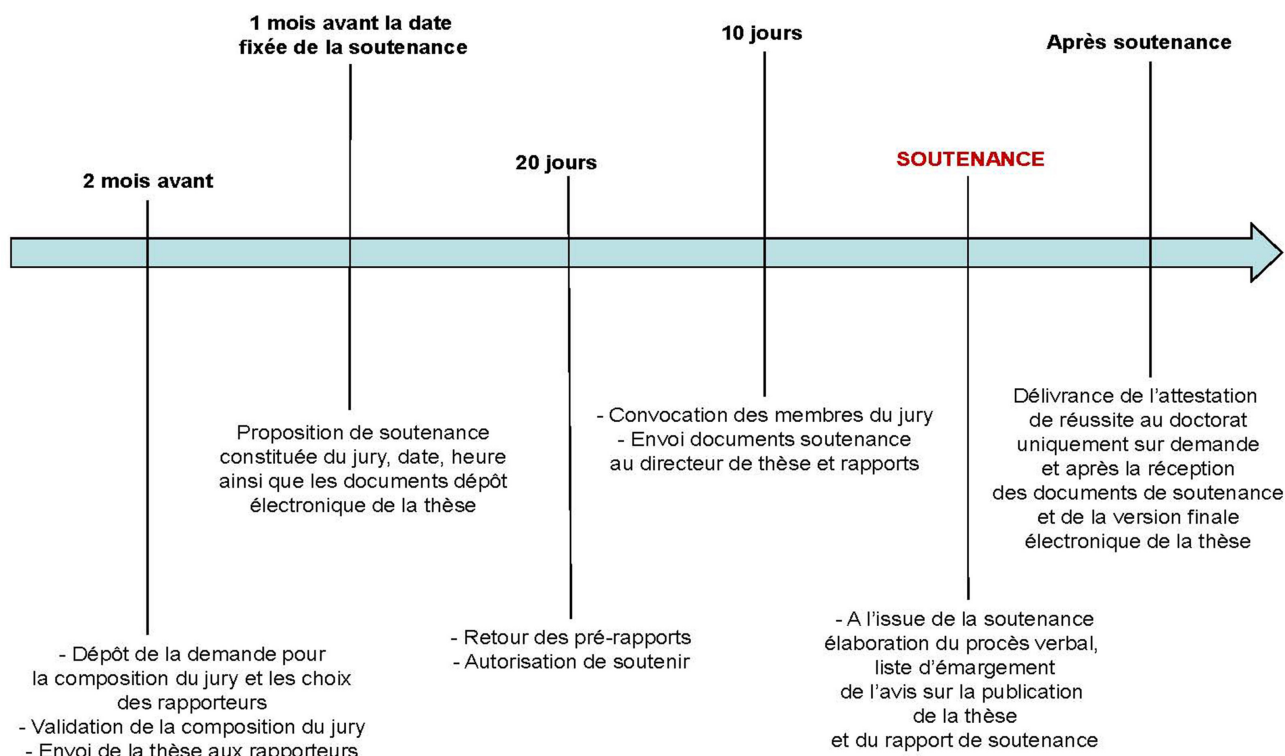 1 mois avant la date
fixée de la soutenance
10 jours
Après soutenance
20 jours
SOUTENANCE
2 mois avant
- Convocation des membres du jury
- Envoi documents soutenance
au directeur de thèse et rapports
Délivrance de l'attestation
de réussite au doctorat
uniquement sur demande
et après la réception
des documents de soutenance
et de la version finale
électronique de la thèse
Proposition de soutenance
constituée du jury, date, heure
ainsi que les documents dépôt
électronique de la thèse
- A l'issue de la soutenance
élaboration du procès verbal,
liste d'émargement
de l'avis sur la publication
de la thèse
et du rapport de soutenance
- Retour des pré-rapports
- Autorisation de soutenir
- Dépôt de la demande pour
la composition du jury et les choix
des rapporteurs
- Validation de la composition du jury
- Envoi de la thèse aux rapporteurs